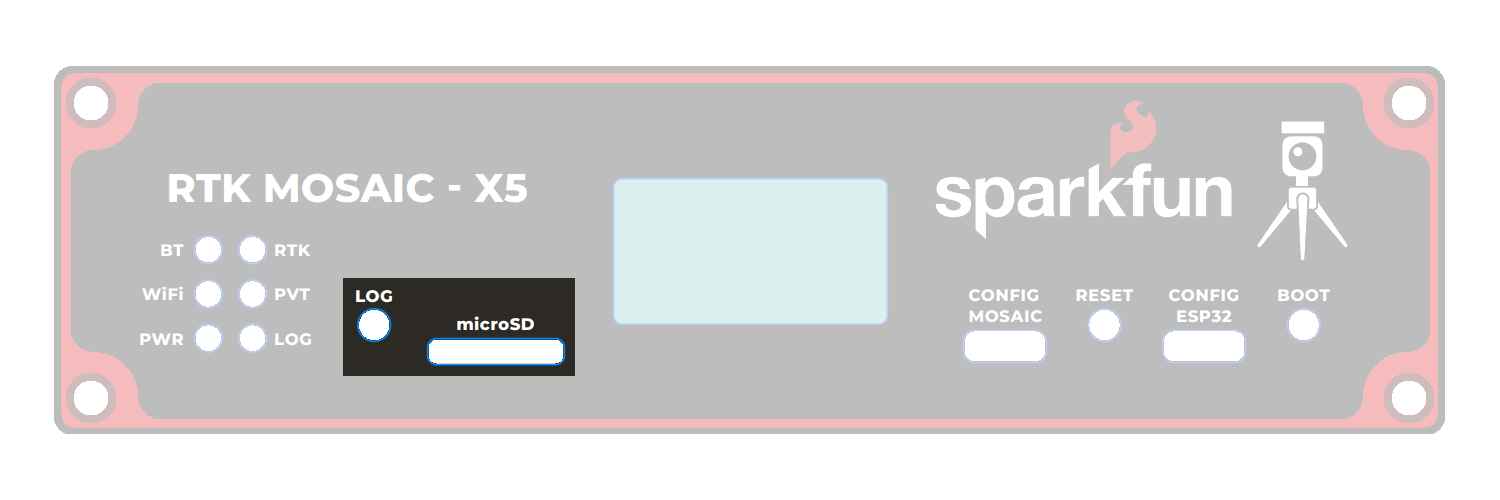 RTK MOSAIC - X5
sparkfun
BT
RTK
WiFi
PVT
PWR
LOG
LOG
microSD
CONFIG
MOSAIC
RESET
CONFIG
ESP32
BOOT